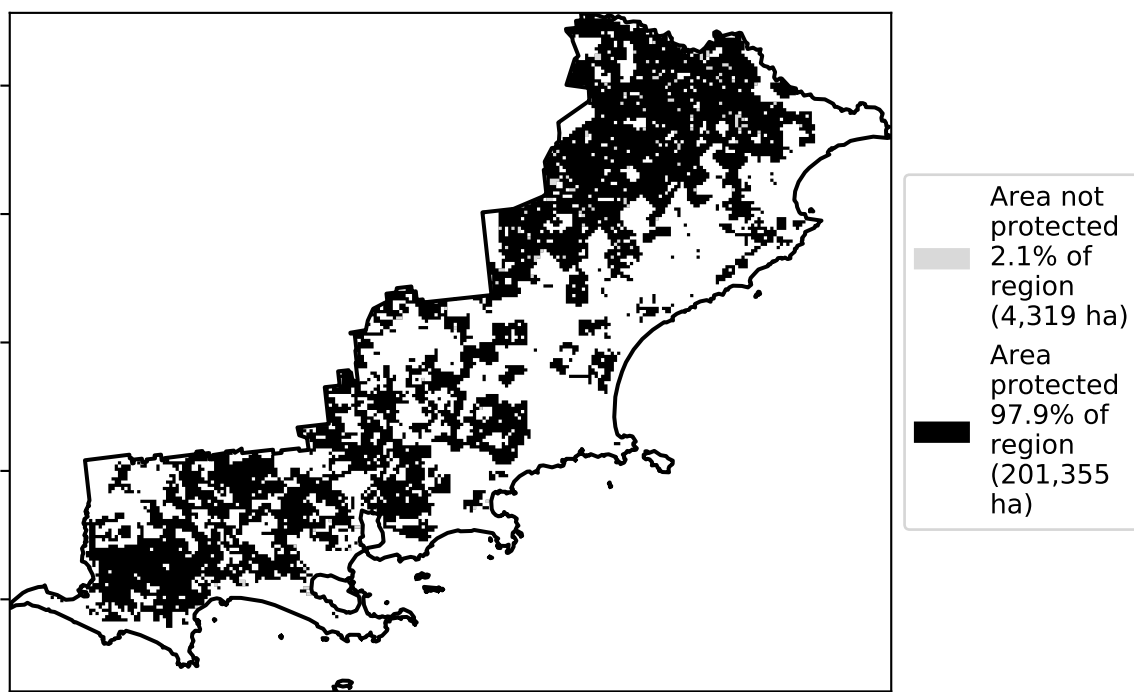 Area not
protected
2.1% of
region
(4,319 ha)
Area
protected
97.9% of
region
(201,355
ha)